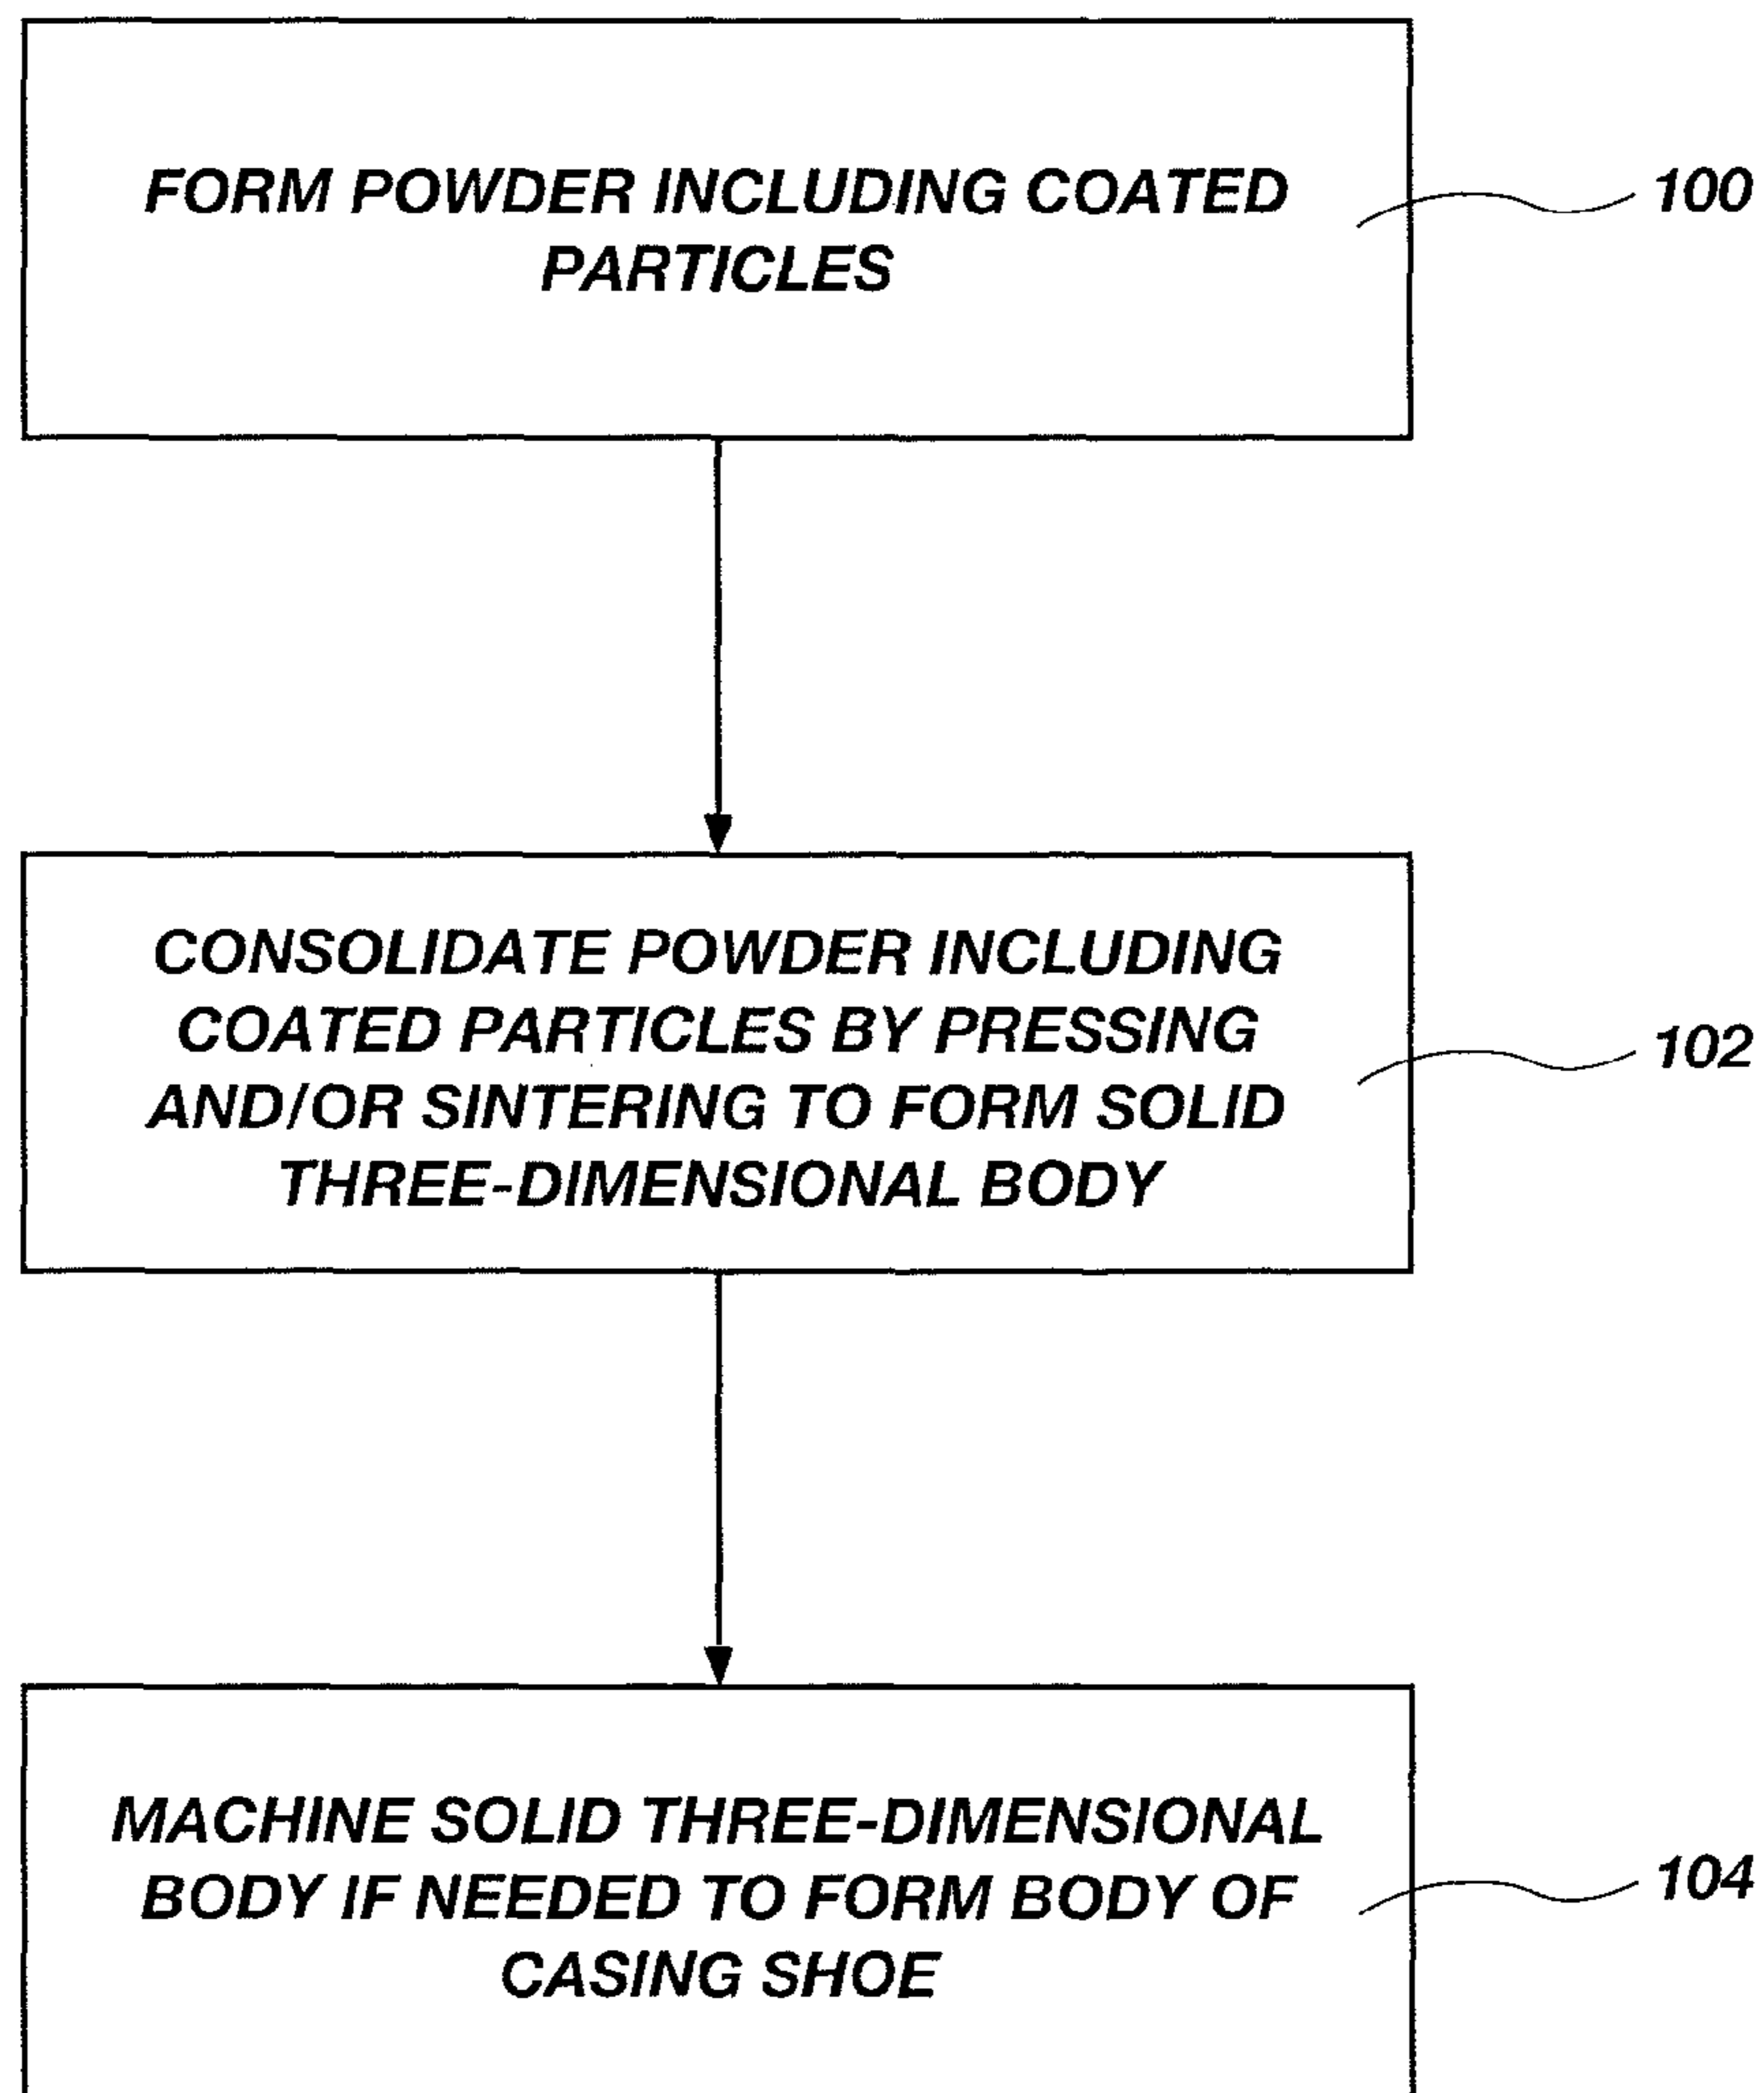 FORM POWDER INCLUDING COATED
PARTICLES
100
CONSOLIDATE POWDER INCLUDING
COATED PARTICLES BY PRESSING
AND/OR SINTERING TO FORM SOLID
THREE-DIMENSIONAL BODY
102
MACHINE SOLID THREE-DIMENSIONAL
BODY IF NEEDED TO FORM BODY OF
CASING SHOE
104